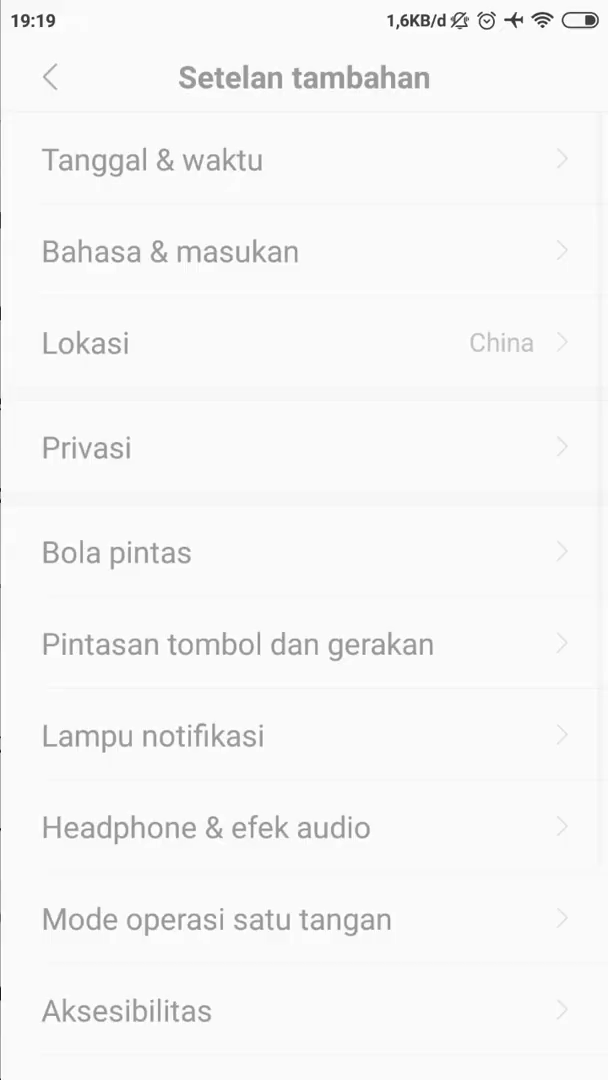 19:19 1,6KB/d
Setelan tambahan
Tanggal & waktu
Bahasa & masukan
Lokasi China
Privasi
Bola pintas
Pintasan tombol dan gerakan
Lampu notifikasi
Headphone & efek audio
Mode operasi satu tangan
Aksesibilitas